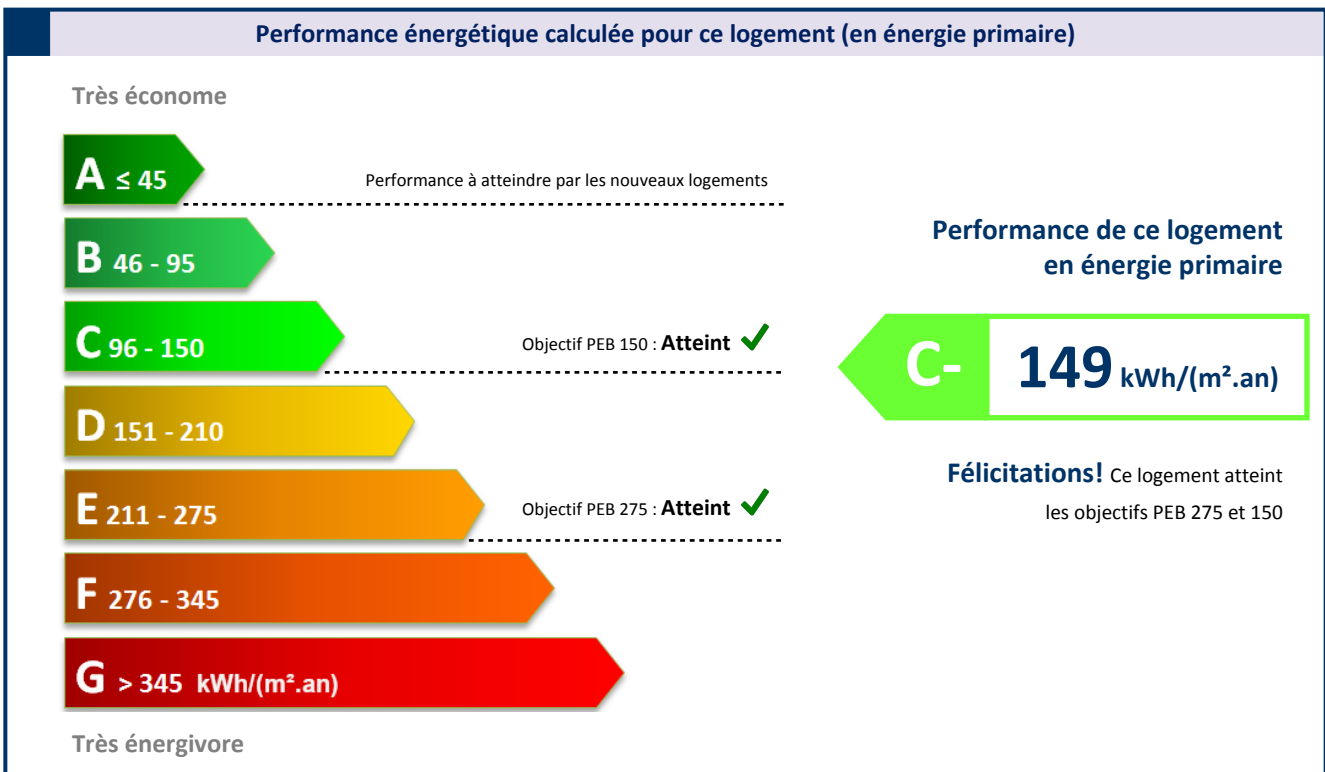 Performance énergétique calculée pour ce logement (en énergie primaire)
Très économe
A ≤ 45
Performance à atteindre par les nouveaux logements
B 46 - 95
C 96 - 150
Objectif PEB 150 : Atteint
D 151 - 210
E 211 - 275
Objectif PEB 275 : Atteint
F 276 - 345
G > 345 kWh/(m².an)
Très énergivore
Performance de ce logement
en énergie primaire
C-
149 kWh/(m².an)
Félicitations! Ce logement atteint
les objectifs PEB 275 et 150